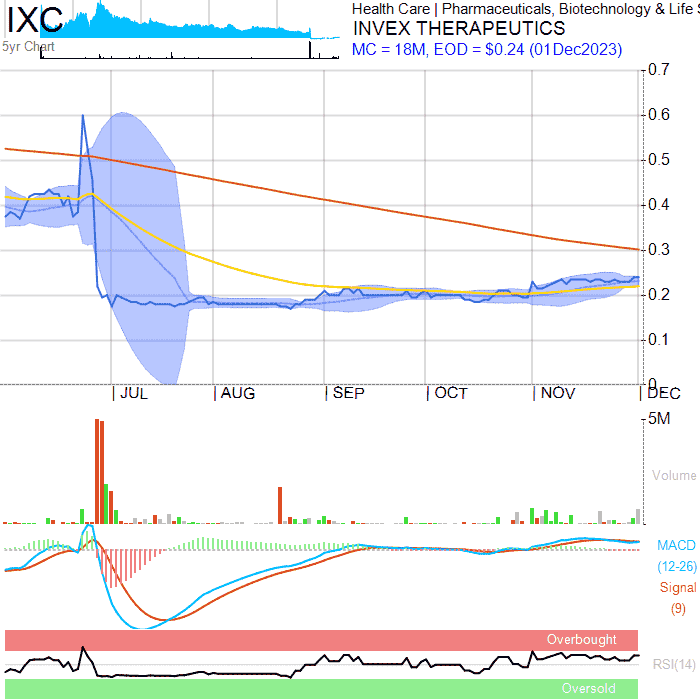 IXC
5yr Chart
Health Care | Pharmaceuticals, Biotechnology & Life S
INVEX THERAPEUTICS
MC = 18M, EOD = $0.24 (01Dec2023)
0.7
0.6
0.5
0.4
0.3
0.2
0.1
0
JUL AUG SEP OCT NOV DEC
5M
Volume
MACD
(12-26)
Signal
(9)
Overbought
RSI(14)
Oversold